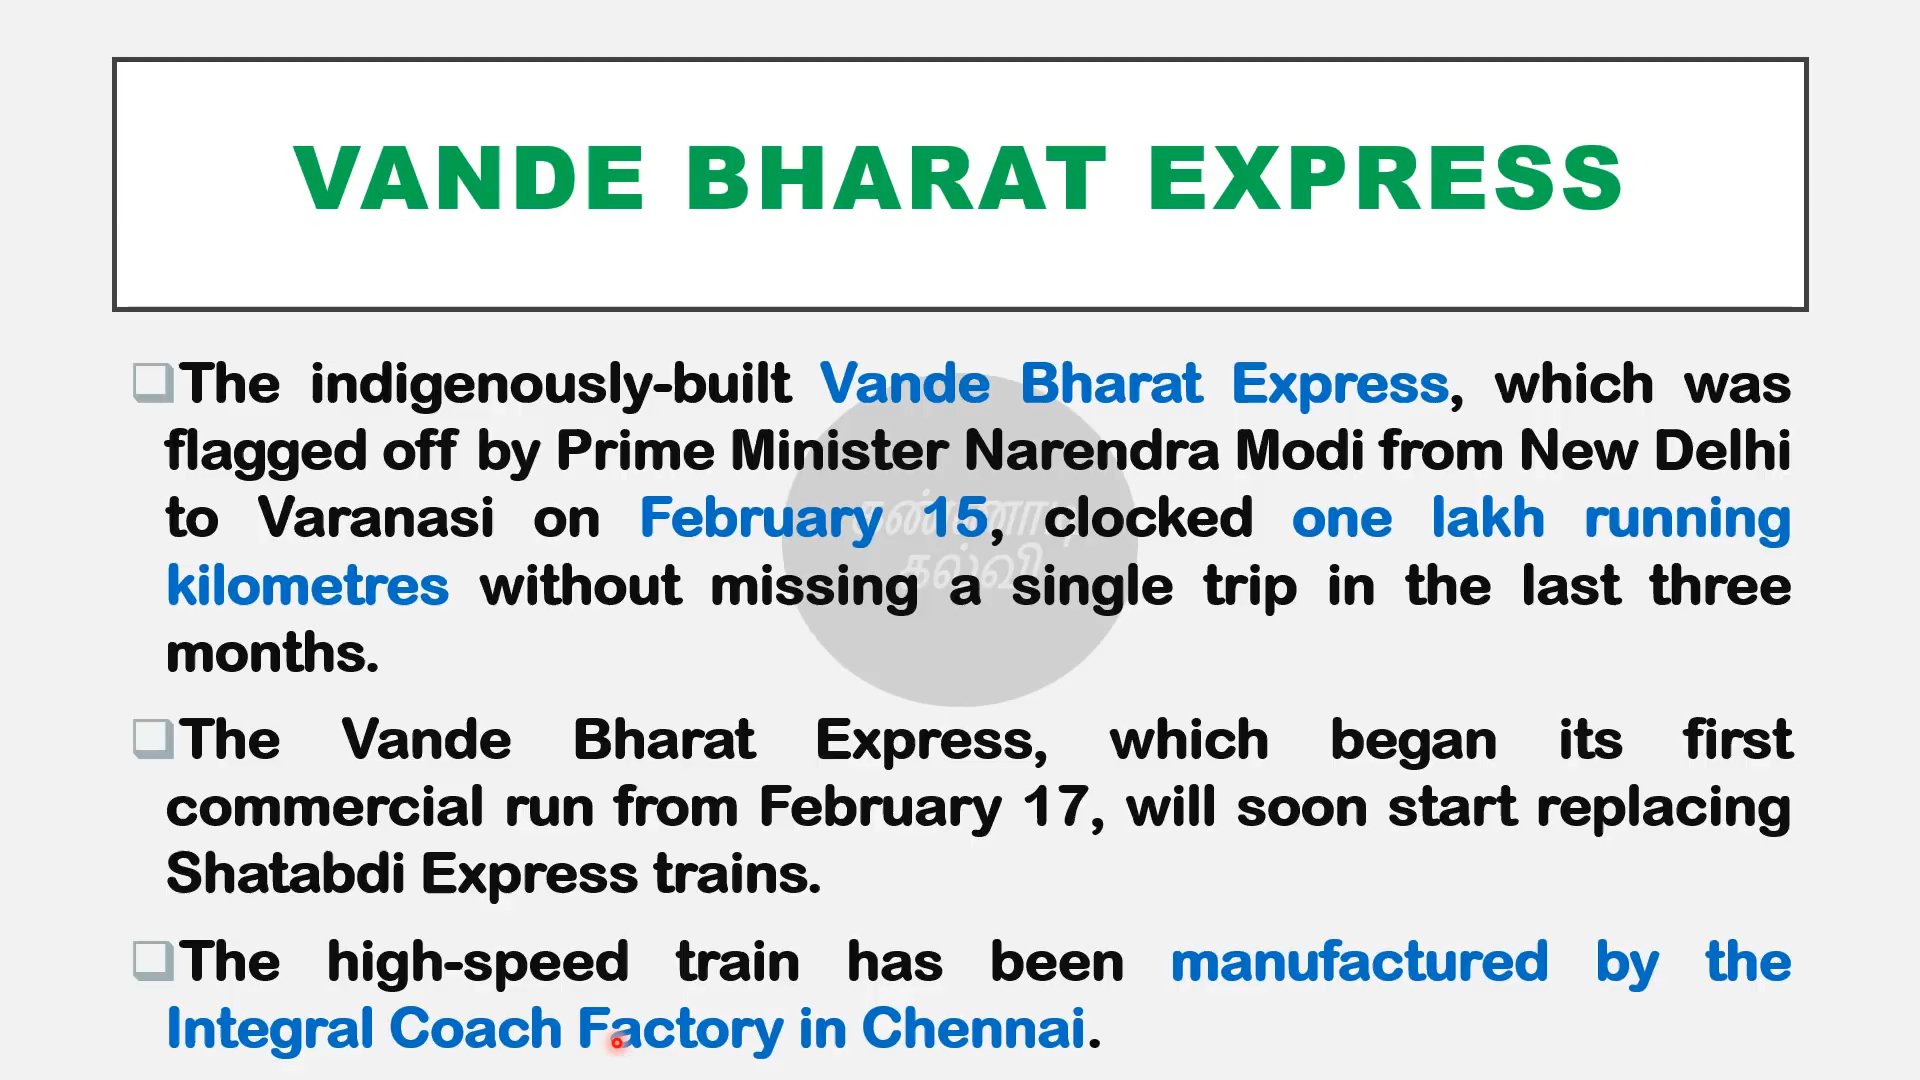 VANDE BHARAT EXPRESS
The indigenously-built Vande Bharat Express, which was
flagged off by Prime Minister Narendra Modi from New Delhi
to Varanasi on February 15, clocked one lakh running
kilometres without missing a single trip in the last three
months.
The Vande Bharat Express, which began its first
commercial run from February 17, will soon start replacing
Shatabdi Express trains.
The high-speed train has been manufactured by the
Integral Coach Factory in Chennai.
கல்வி